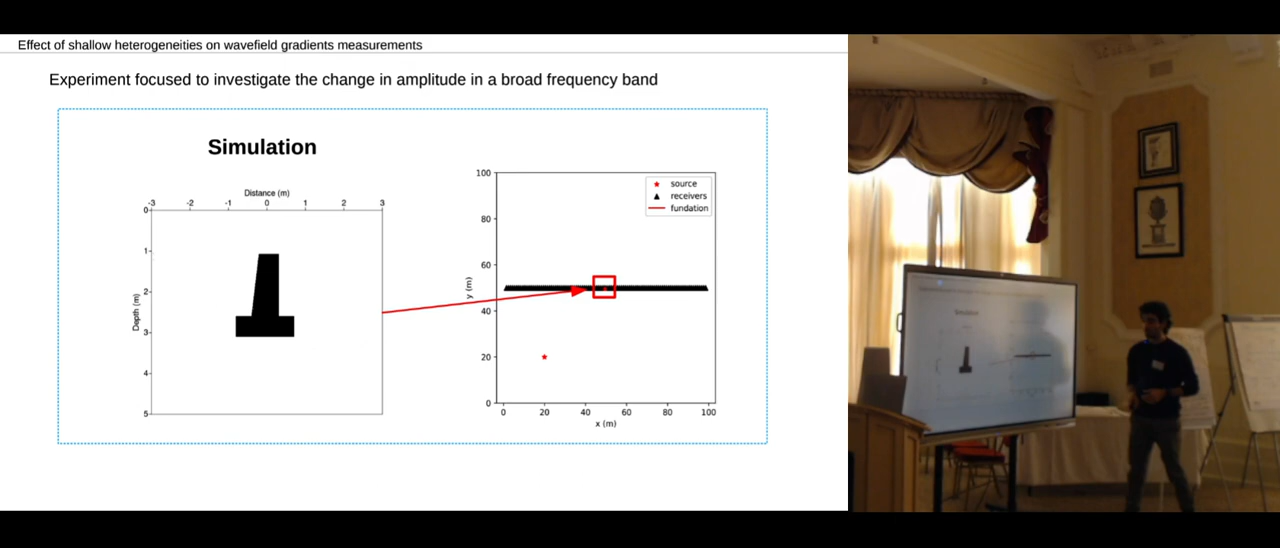 Effect of shallow heterogeneities on wavefield gradients measurements
Experiment focused to investigate the change in amplitude in a broad frequency band
Simulation
Distance (m)
-3 -2 -1 0 1 2 3
0
1
2
3
4
5
Depth (m)
100
80
60
40
20
0
y (m)
source
receivers
fundation
0 20 40 60 80 100
x (m)
Simulation